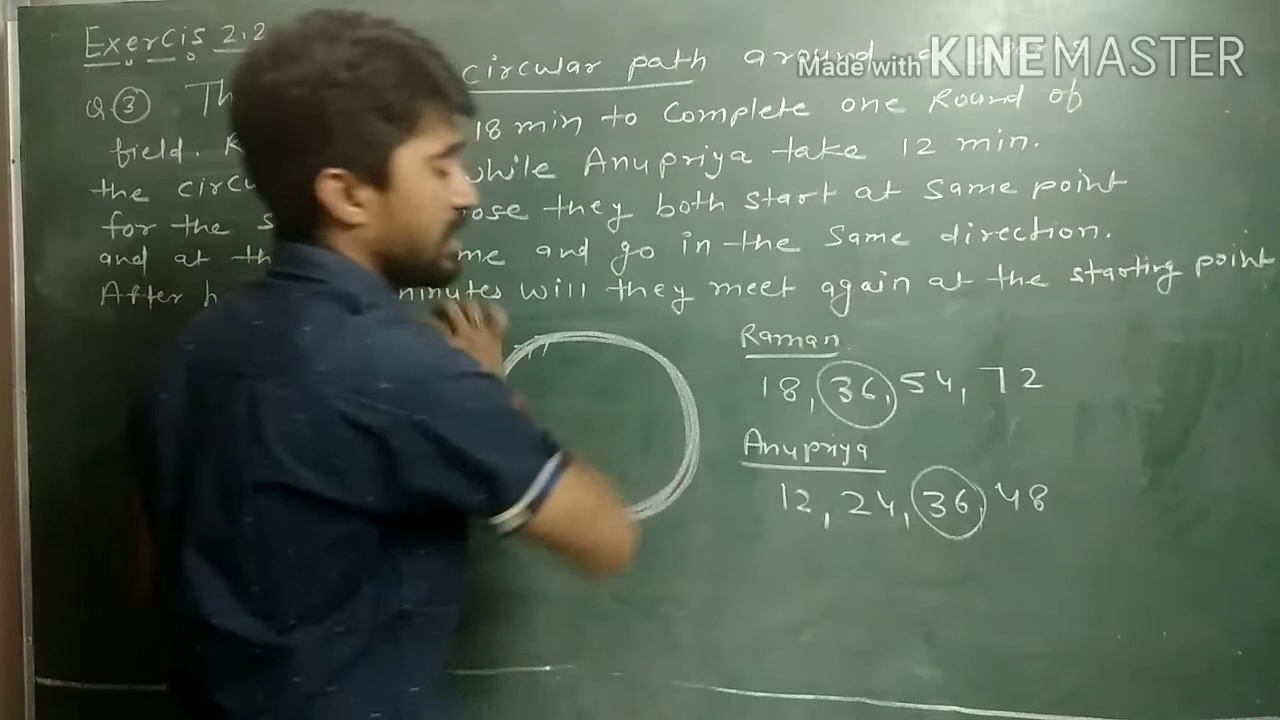 Exercis 2.2
Q ③ Th circular path around a
Made with KINEMASTER
18 min to Complete one Round of
field. while Anupriya take 12 min.
the circu ose they both start at same point
for the s me and go in the same direction.
and at th
After h minutes will they meet again at the starting point
Raman
18, 36, 54, 72
Anupriya
12, 24, 36, 48